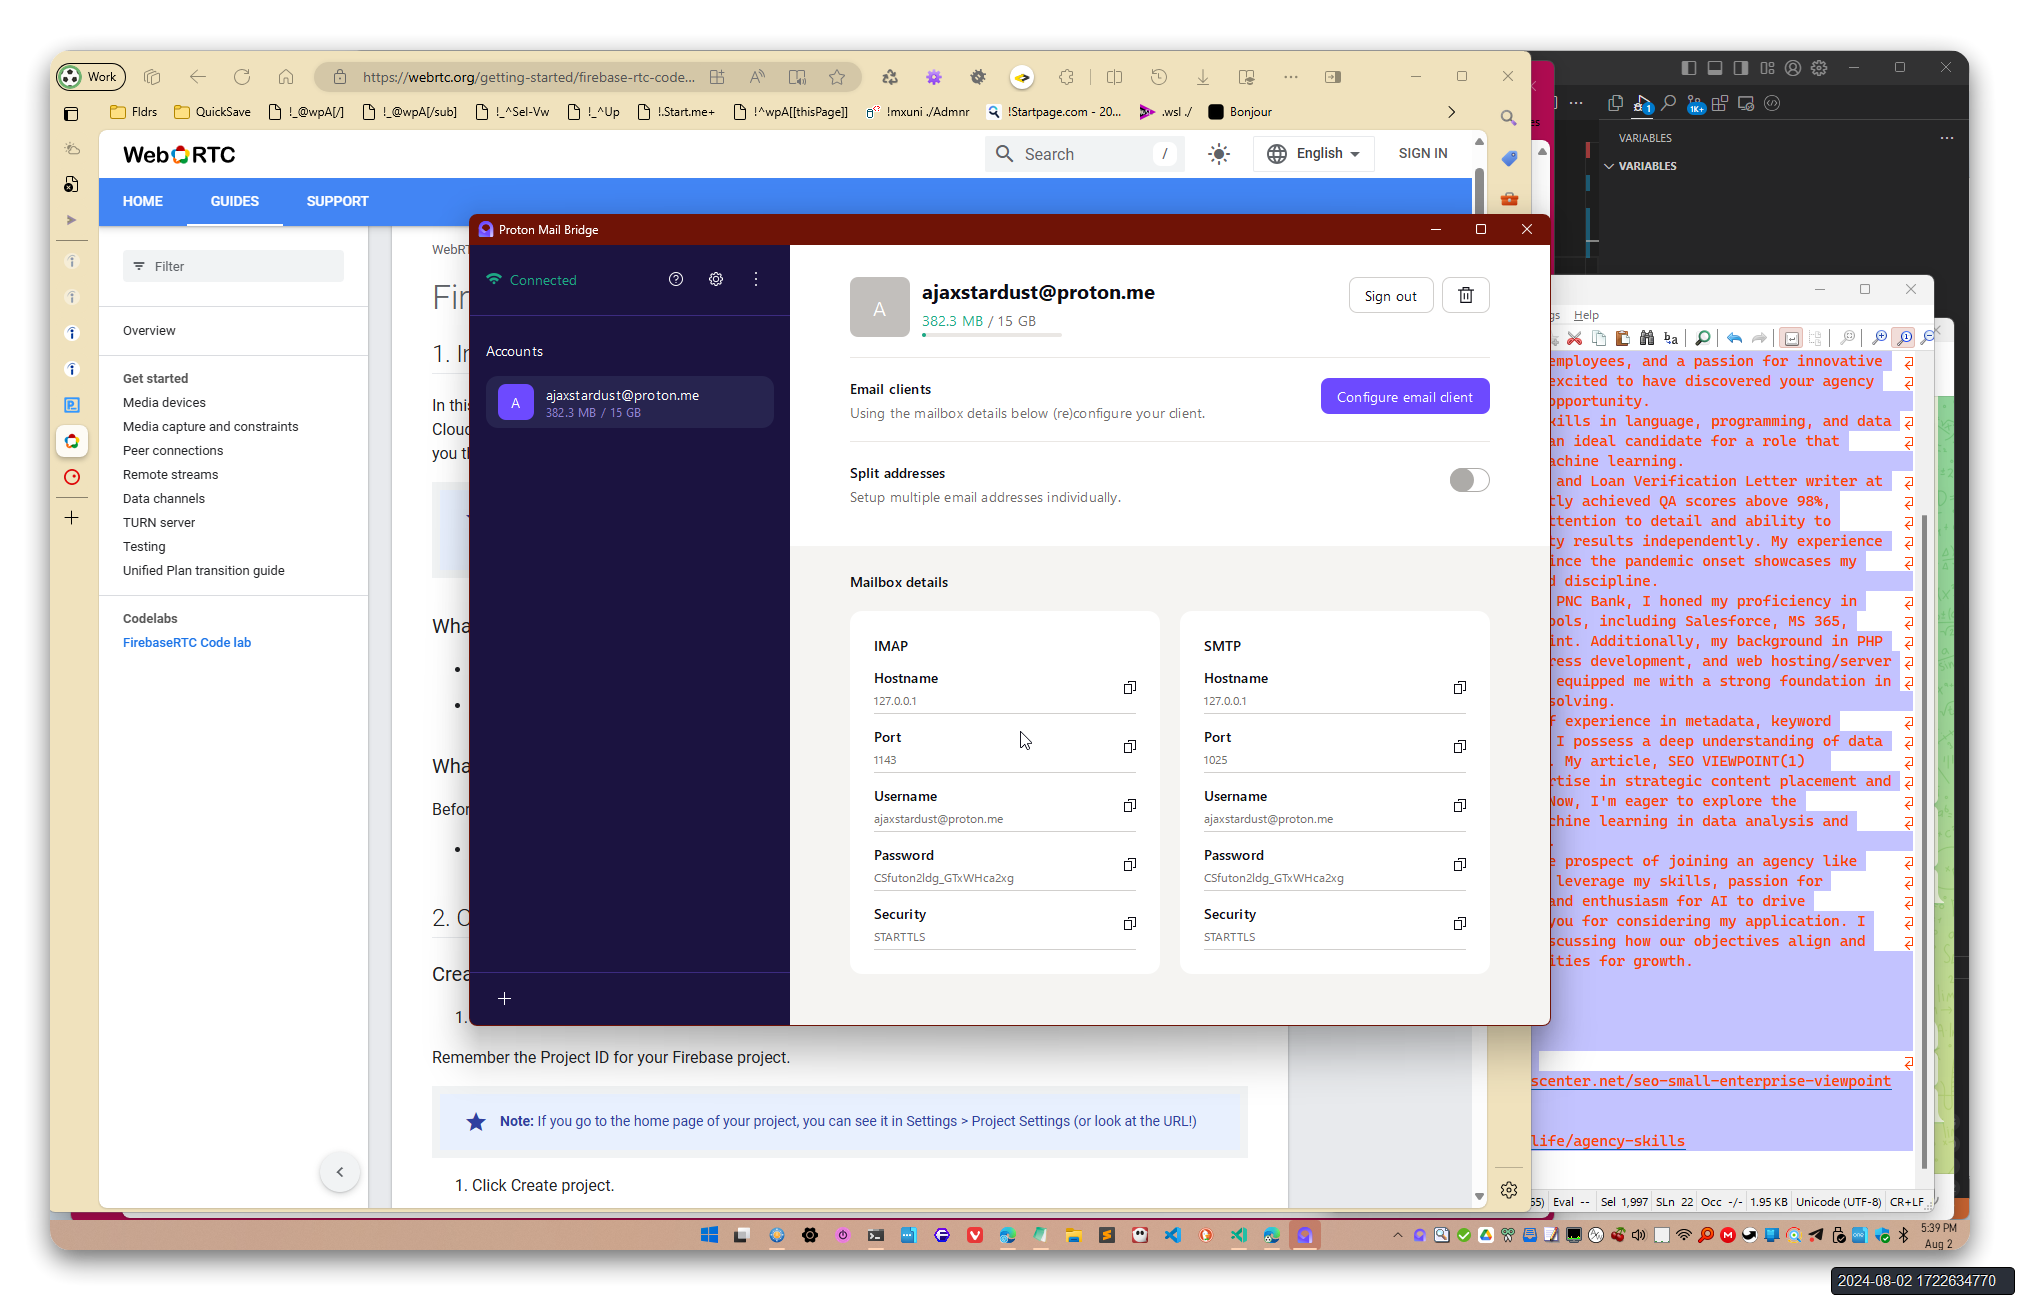 Work
https://webrtc.org/getting-started/firebase-rtc-code...
Fldrs
QuickSave
!_@wpA[/]
!_@wpA[/sub]
!_^Sel-Vw
!_^Up
!.Start.me+
!^wpA[[thisPage]]
!mxuni ./Admnr
!Startpage.com - 20...
.wsl ./
Bonjour
WebRTC
Search
/
English
SIGN IN
HOME
GUIDES
SUPPORT
Filter
Overview
Get started
Media devices
Media capture and constraints
Peer connections
Remote streams
Data channels
TURN server
Testing
Unified Plan transition guide
Codelabs
FirebaseRTC Code lab
WebRT
Fir
1. Ir
In this
Cloud
you th
Wha
Wha
Befor
2. C
Crea
1.
Remember the Project ID for your Firebase project.
Note: If you go to the home page of your project, you can see it in Settings > Project Settings (or look at the URL!)
1. Click Create project.
Proton Mail Bridge
Connected
Accounts
A
ajaxstardust@proton.me
382.3 MB / 15 GB
A
ajaxstardust@proton.me
382.3 MB / 15 GB
Sign out
Email clients
Using the mailbox details below (re)configure your client.
Configure email client
Split addresses
Setup multiple email addresses individually.
Mailbox details
IMAP
Hostname
127.0.0.1
Port
1143
Username
ajaxstardust@proton.me
Password
CSfuton2ldg_GTxWHca2xg
Security
STARTTLS
SMTP
Hostname
127.0.0.1
Port
1025
Username
ajaxstardust@proton.me
Password
CSfuton2ldg_GTxWHca2xg
Security
STARTTLS
1
1K+
VARIABLES
VARIABLES
gs Help
employees, and a passion for innovative
excited to have discovered your agency
opportunity.
kills in language, programming, and data
an ideal candidate for a role that
achine learning.
and Loan Verification Letter writer at
tly achieved QA scores above 98%,
ttention to detail and ability to
ty results independently. My experience
ince the pandemic onset showcases my
d discipline.
PNC Bank, I honed my proficiency in
ools, including Salesforce, MS 365,
int. Additionally, my background in PHP
ress development, and web hosting/server
equipped me with a strong foundation in
solving.
f experience in metadata, keyword
I possess a deep understanding of data
. My article, SEO VIEWPOINT(1)
rtise in strategic content placement and
Now, I'm eager to explore the
chine learning in data analysis and
.
e prospect of joining an agency like
leverage my skills, passion for
and enthusiasm for AI to drive
you for considering my application. I
scussing how our objectives align and
ities for growth.
scenter.net/seo-small-enterprise-viewpoint
life/agency-skills
Eval -- Sel 1,997 SLn 22 Occ -/- 1.95 KB Unicode (UTF-8) CR+LF
5:39 PM
Aug 2
2024-08-02 1722634770